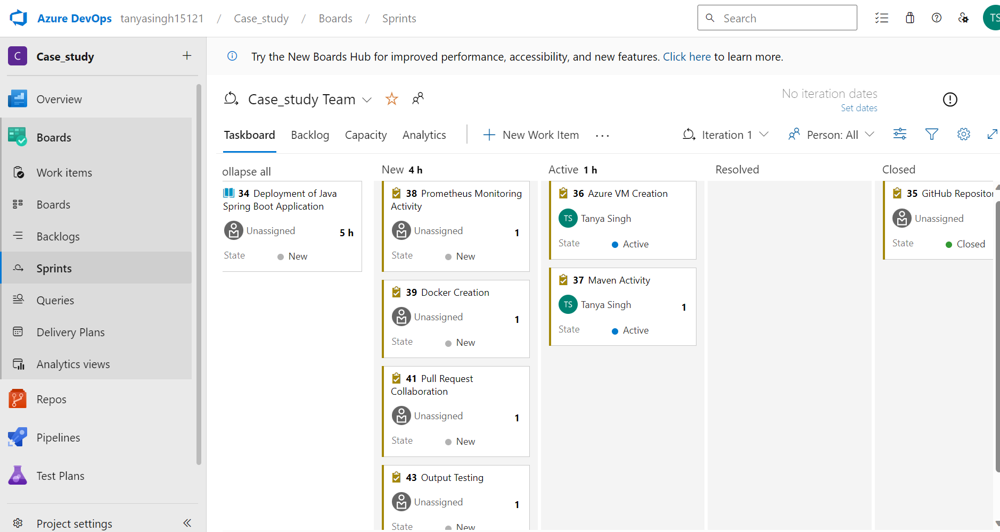 Azure DevOps tanyasingh15121 / Case_study / Boards / Sprints
Search
TS
C Case_study +
Try the New Boards Hub for improved performance, accessibility, and new features. Click here to learn more.
Overview
Boards
Work items
Boards
Backlogs
Sprints
Queries
Delivery Plans
Analytics views
Repos
Pipelines
Test Plans
Project settings
Case_study Team
No iteration dates
Set dates
Taskboard Backlog Capacity Analytics
New Work Item
Iteration 1
Person: All
ollapse all
New 4 h
Active 1 h
Resolved
Closed
34 Deployment of Java
Spring Boot Application
Unassigned
5 h
State New
38 Prometheus Monitoring
Activity
Unassigned
1
State New
39 Docker Creation
Unassigned
1
State New
41 Pull Request
Collaboration
Unassigned
1
State New
43 Output Testing
Unassigned
1
State New
36 Azure VM Creation
TS Tanya Singh
State Active
37 Maven Activity
TS Tanya Singh
1
State Active
35 GitHub Repositor
Unassigned
State Closed